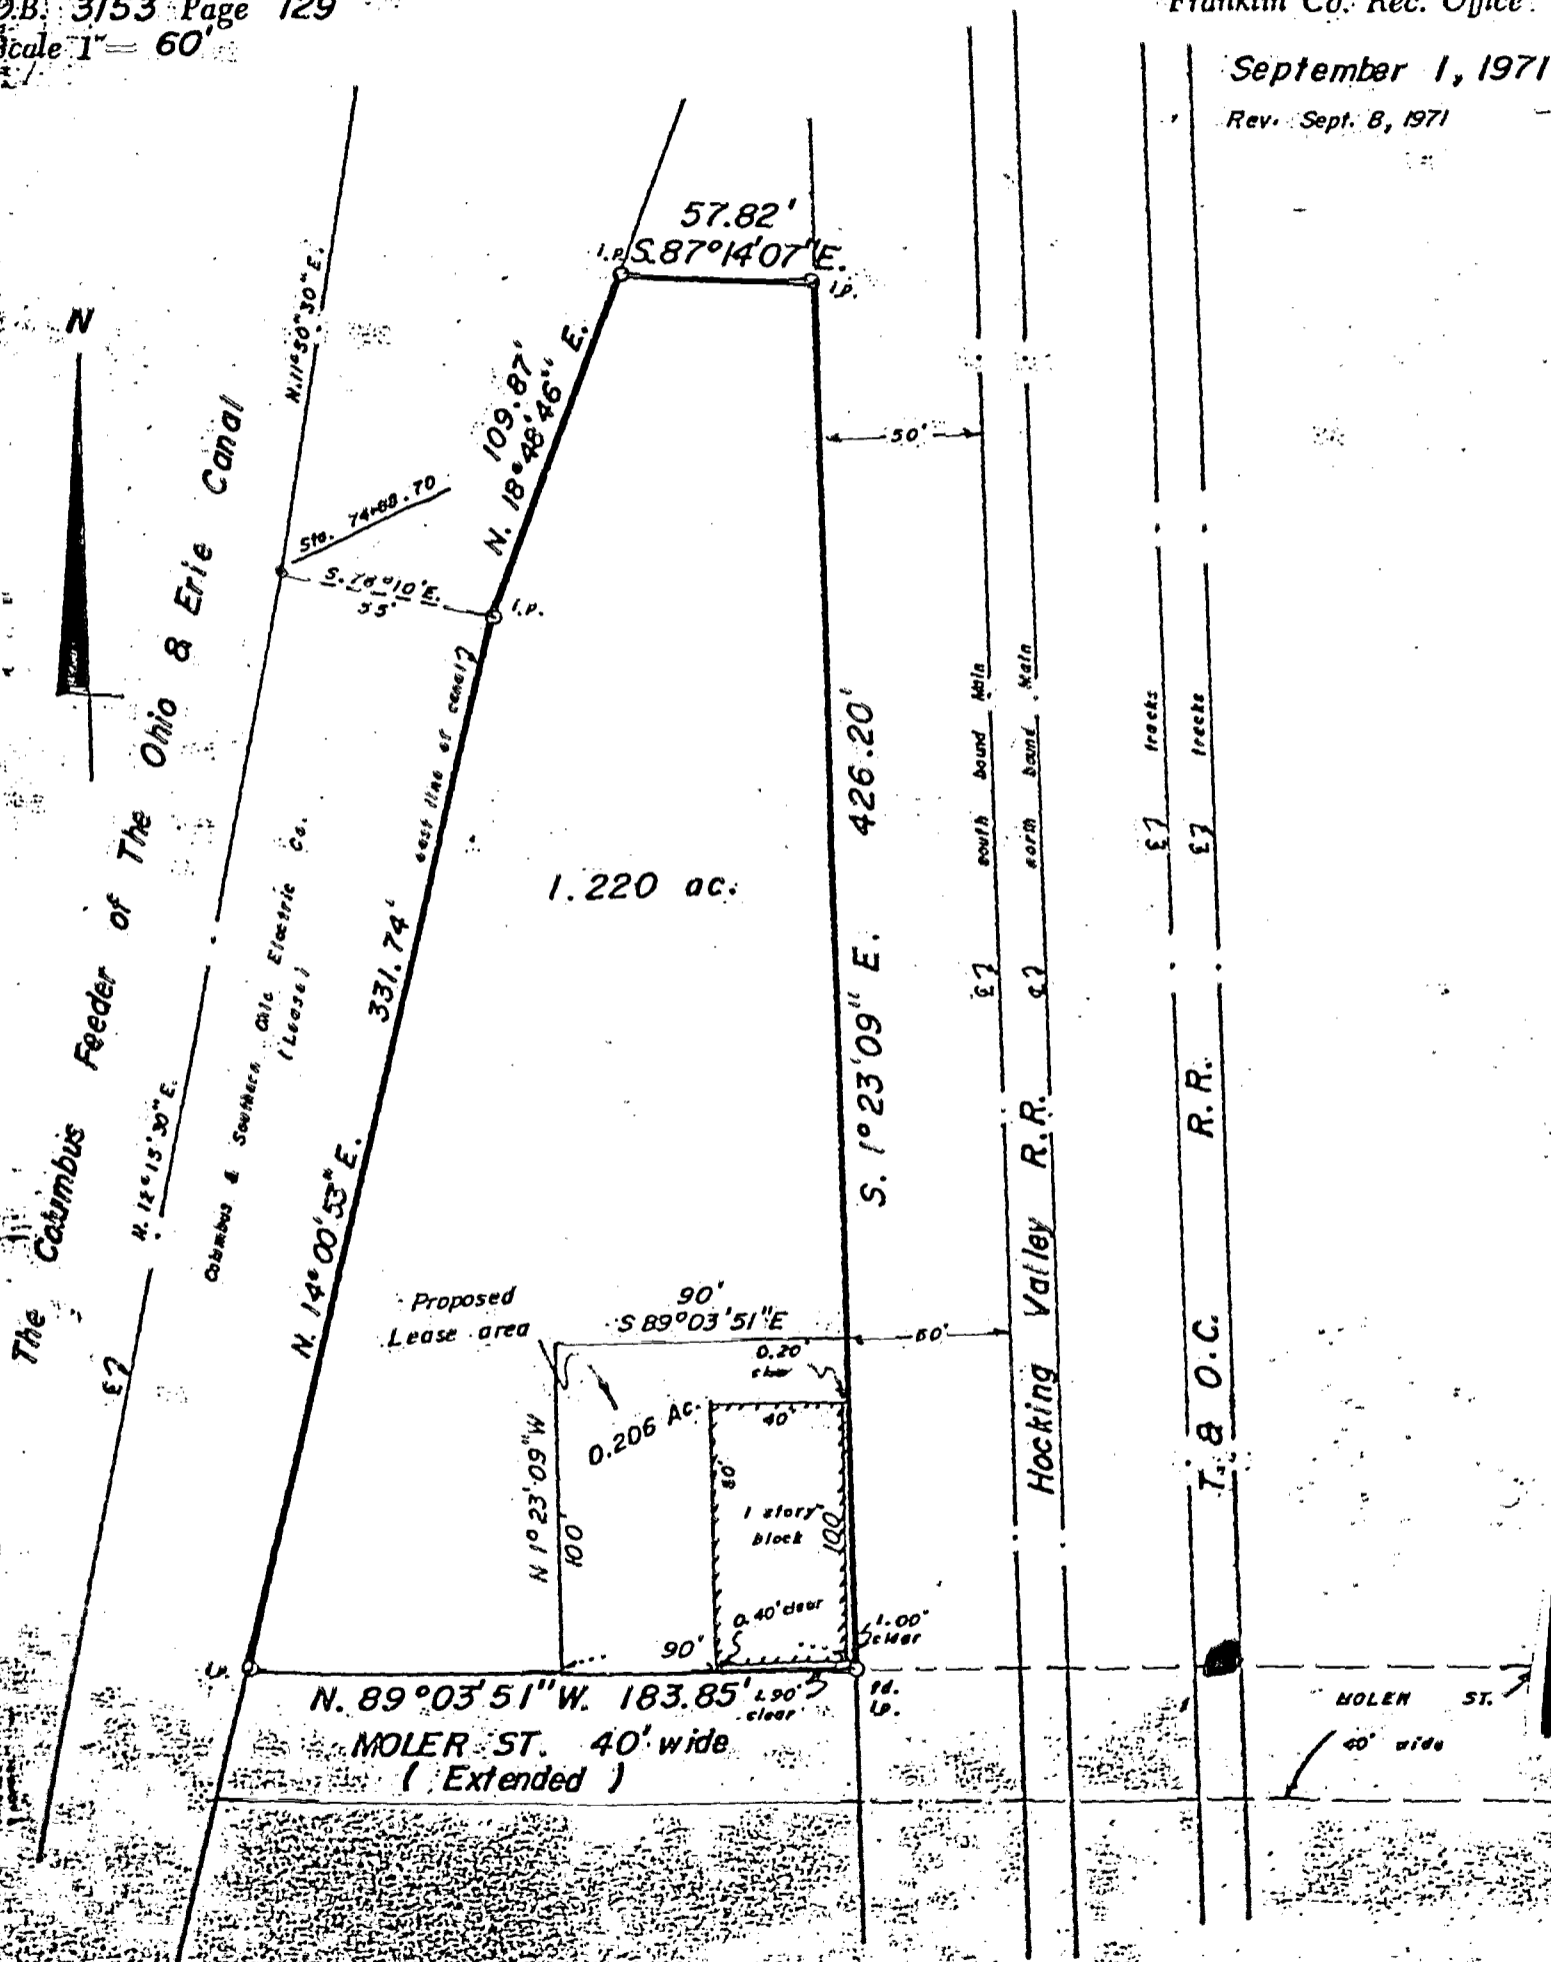 D.B. 3153 Page 129
Scale 1" = 60'
Franklin Co. Rec. Office
September 1, 1971
Rev. Sept. 8, 1971
N
57.82'
S.87°14'07"E.
i.p.
i.p.
N.11°50'30"E.
109.87'
N. 18°48'46" E.
50'
Sta. 74+88.70
S.78°10'E.
55'
i.p.
The Columbus Feeder of The Ohio & Erie Canal
east line of canal
331.74'
N. 14°00'53" E.
Columbus & Southern Ohio Electric Co.
(Lease)
N. 12°15'30" E.
1.220 ac.
426.20'
S. 1°23'09" E.
south bound Main
north bound Main
tracks
tracks
Hocking Valley R.R.
T. & O.C. R.R.
Proposed
Lease area
90'
S 89°03'51"E
60'
0.20'
clear
0.206 Ac.
40'
N 1°23'09"W
100'
1 story
block
100'
0.40' clear
1.00'
clear
90'
i.p.
N. 89°03'51"W. 183.85'
clear
fd.
i.p.
MOLER ST. 40' wide
( Extended )
MOLER ST.
40' wide